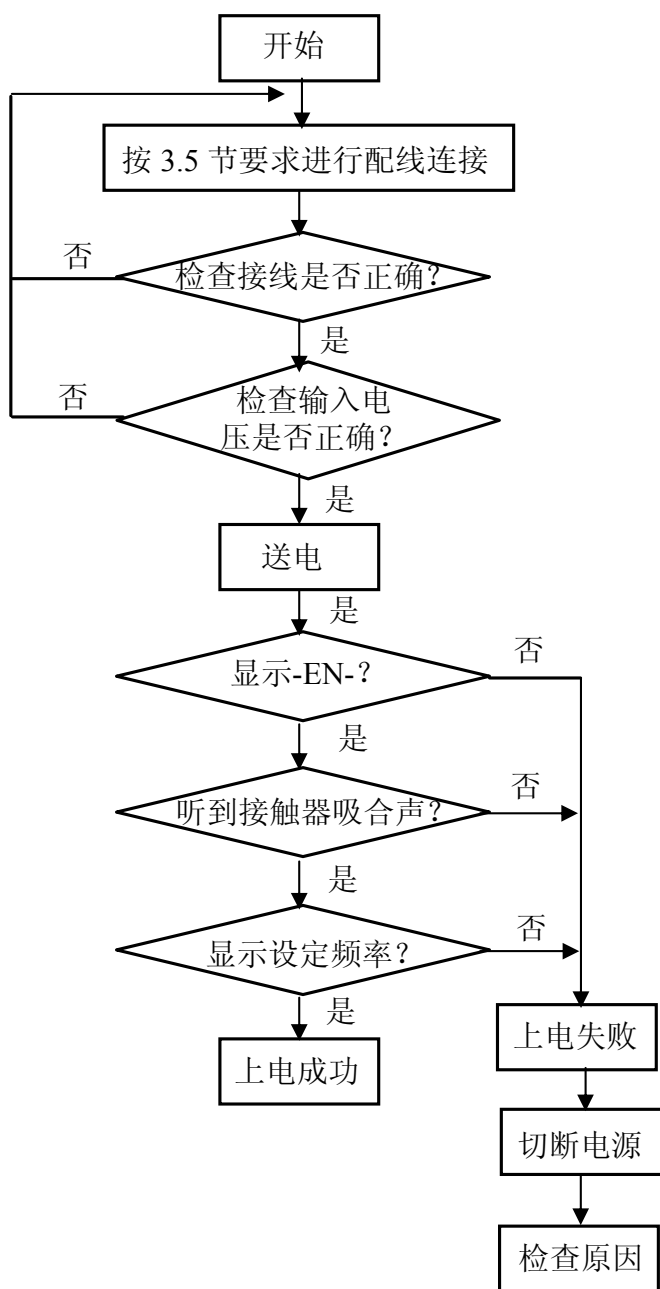 开始
按 3.5 节要求进行配线连接
否
检查接线是否正确？
是
否
检查输入电
压是否正确？
是
送电
是
否
显示-EN-？
是
否
听到接触器吸合声？
是
否
显示设定频率？
是
上电失败
上电成功
切断电源
检查原因